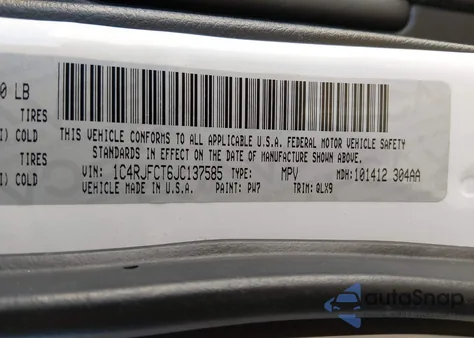 0 LB
TIRES
I) COLD
TIRES
I) COLD
THIS VEHICLE CONFORMS TO ALL APPLICABLE U.S.A. FEDERAL MOTOR VEHICLE SAFETY
STANDARDS IN EFFECT ON THE DATE OF MANUFACTURE SHOWN ABOVE.
VIN: 1C4RJFCT6JC137585 TYPE: MPV MDH:101412 304AA
VEHICLE MADE IN U.S.A. PAINT: PW7 TRIM: QLX9
autoSnap